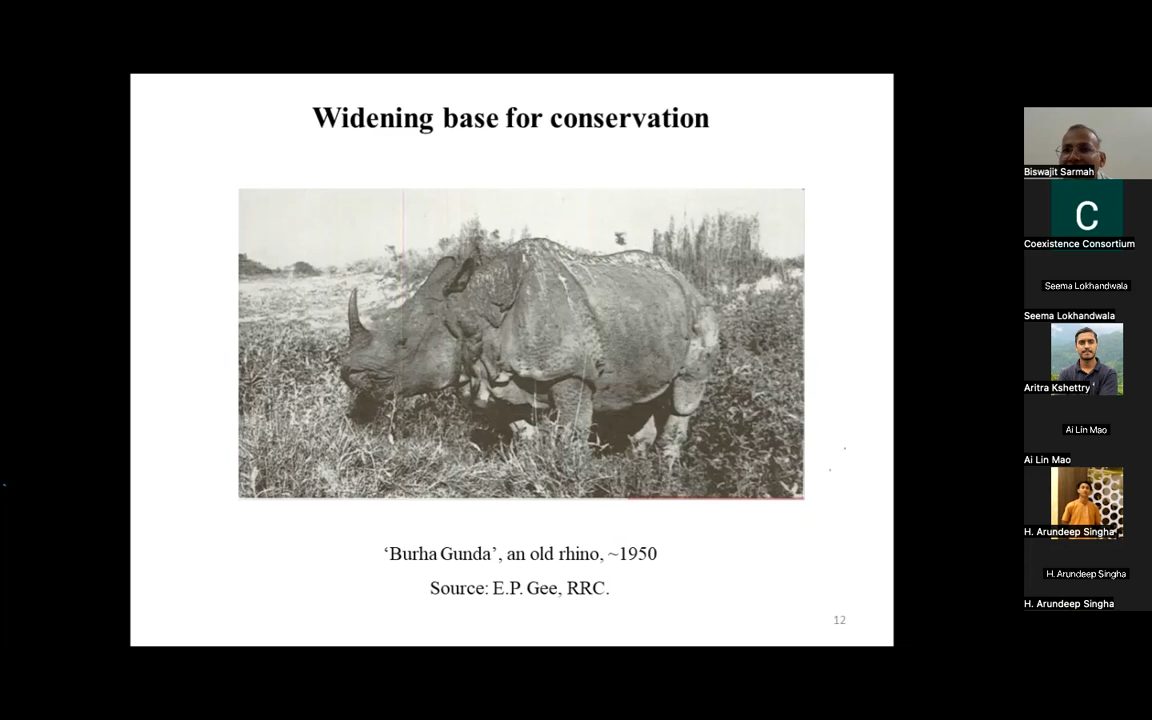 Widening base for conservation
‘Burha Gunda’, an old rhino, ~1950
Source: E.P. Gee, RRC.
12
Biswajit Sarmah
C
Coexistence Consortium
Seema Lokhandwala
Seema Lokhandwala
Aritra Kshettry
Ai Lin Mao
Ai Lin Mao
H. Arundeep Singha
H. Arundeep Singha
H. Arundeep Singha